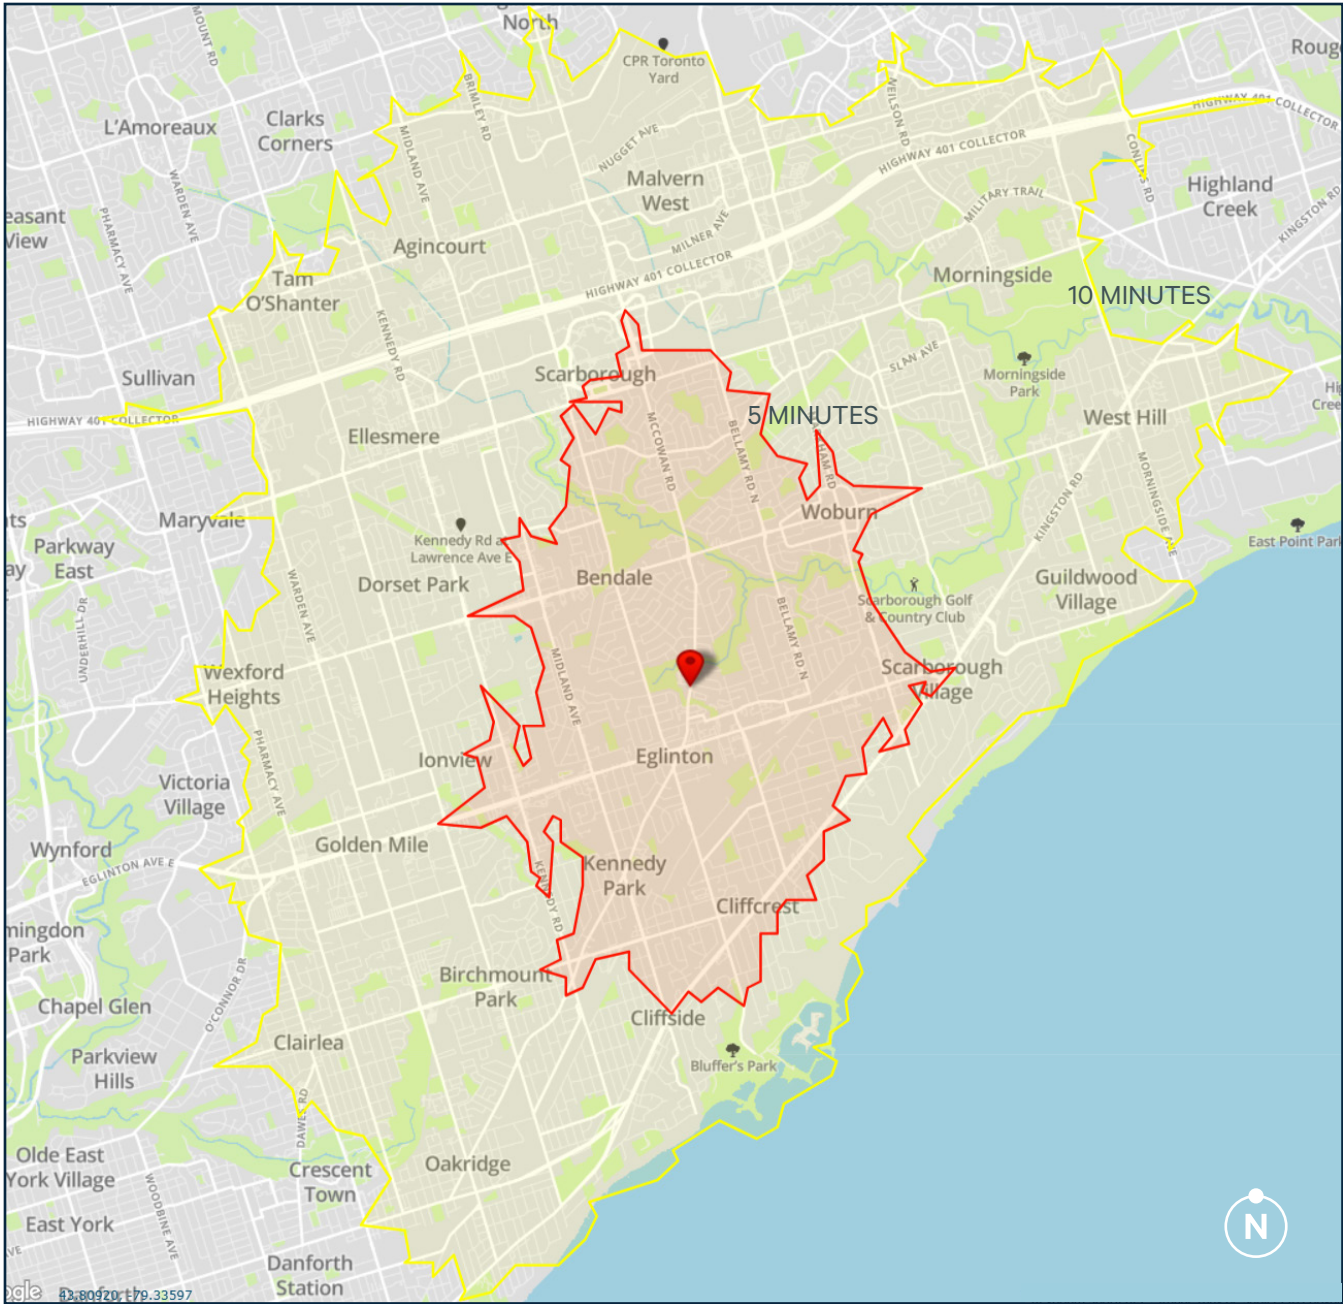 North
CPR Toronto
Yard
MOUNT RD
BRIMLEY RD
NEILSON RD
HIGHWAY 401 COLLECTOR
L'Amoreaux
Clarks
Corners
MIDLAND AVE
NUGGET AVE
HIGHWAY 401 COLLECTOR
CONLINS RD
Malvern
West
MILITARY TRAIL
Highland
Creek
KINGSTON RD
WARDEN AVE
PHARMACY AVE
Agincourt
MILNER AVE
HIGHWAY 401 COLLECTOR
Morningside
10 MINUTES
Tam
O'Shanter
KENNEDY RD
SLAN AVE
Morningside
Park
Sullivan
Scarborough
5 MINUTES
West Hill
HIGHWAY 401 COLLECTOR
Ellesmere
MCCOWAN RD
BELLAMY RD N
HAM RD
KINGSTON RD
MORNINGSIDE AVE
Maryvale
Woburn
Kennedy Rd a
Lawrence Ave E
East Point Park
Parkway
East
Dorset Park
Bendale
Guildwood
Village
Scarborough Golf
& Country Club
WARDEN AVE
UNDERHILL DR
BELLAMY RD N
Wexford
Heights
MIDLAND AVE
Scarborough
Village
PHARMACY AVE
Ionview
Eglinton
Victoria
Village
Golden Mile
Wynford
EGLINTON AVE E
Kennedy
Park
KENNEDY RD
Cliffcrest
mingdon
Park
O'CONNOR DR
Birchmount
Park
Chapel Glen
Cliffside
Clairlea
Parkview
Hills
Bluffer's Park
DAWES RD
Olde East
York Village
Crescent
Town
Oakridge
WOODBINE AVE
East York
N
Danforth
Station
Danforth
43.80920, -79.33597